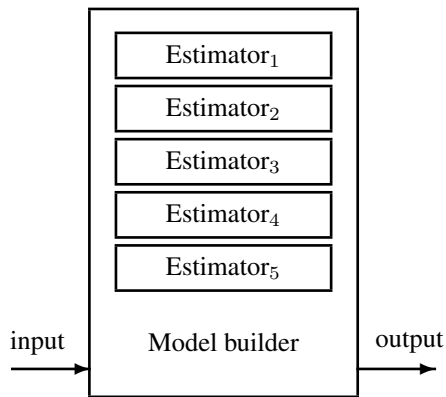 Estimator₁
Estimator₂
Estimator₃
Estimator₄
Estimator₅
input
Model builder
output